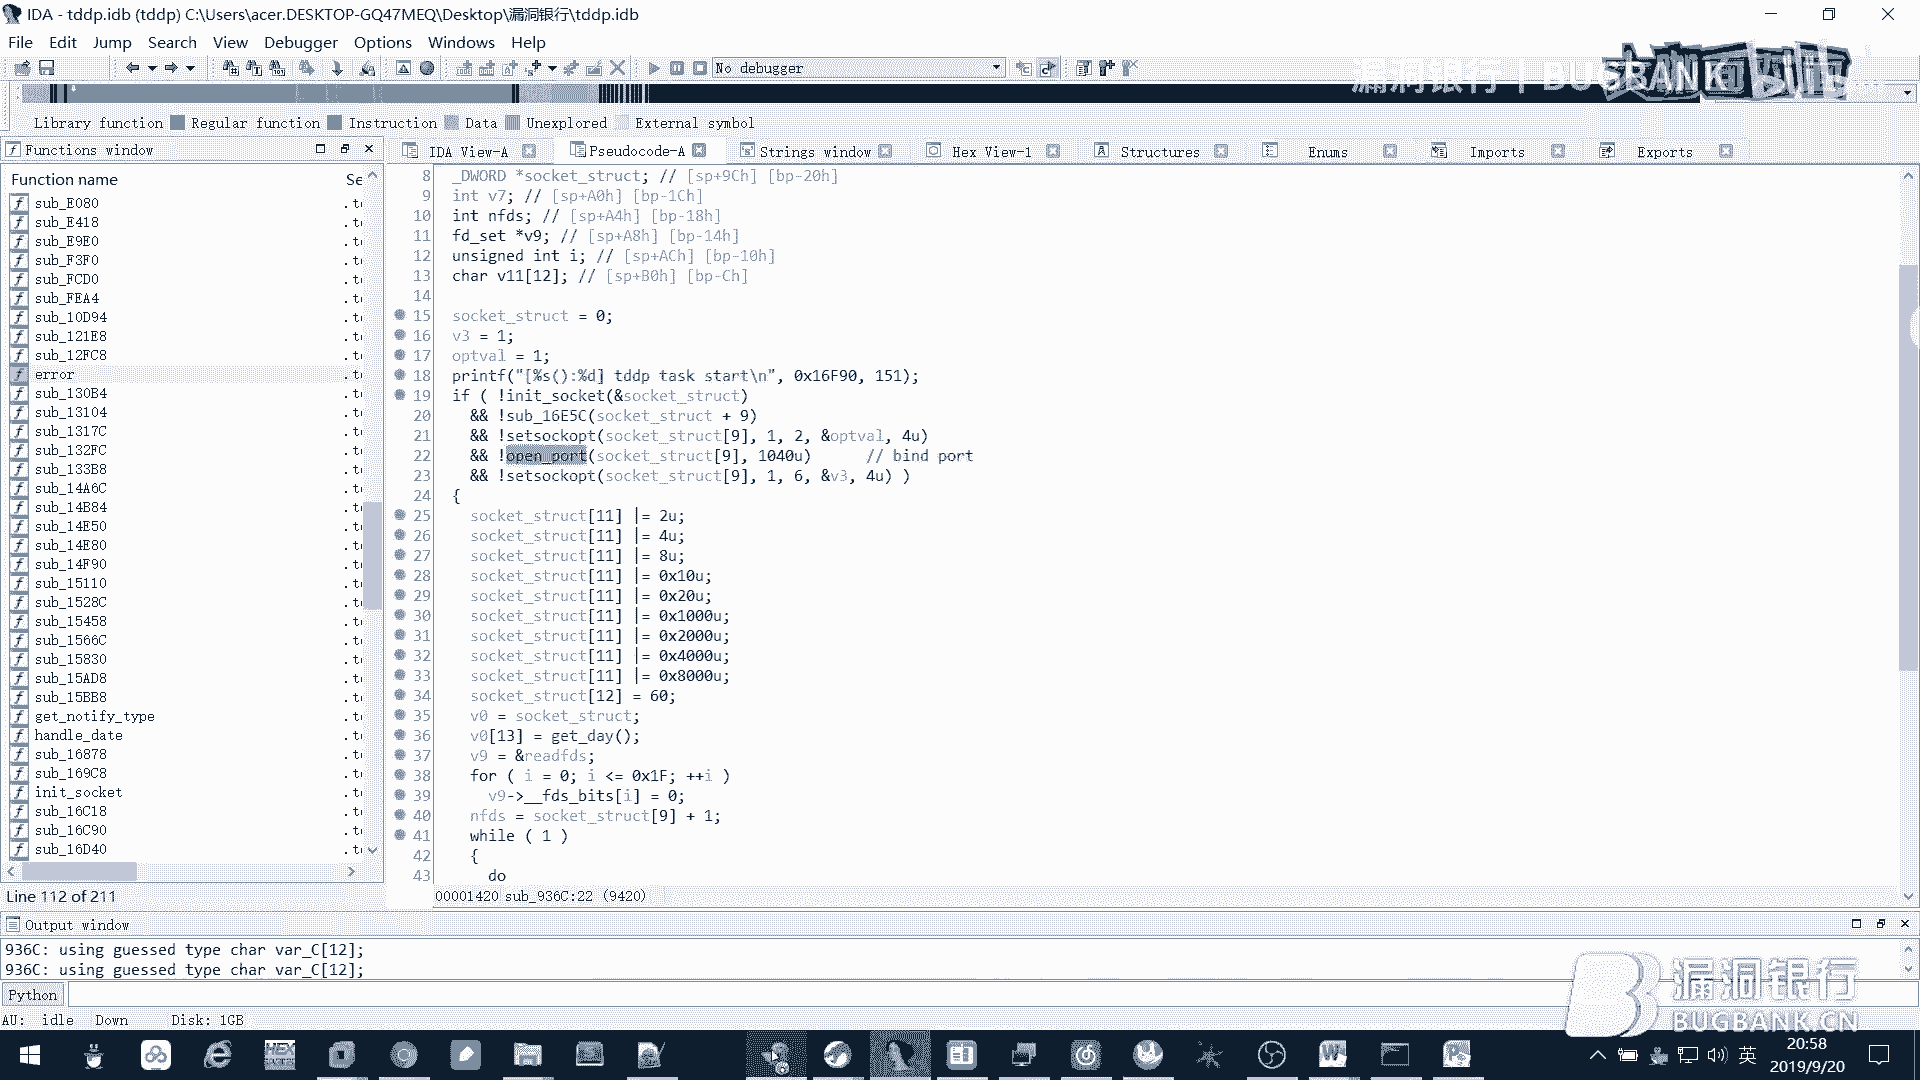 IDA - tddp.idb (tddp) C:\Users\acer.DESKTOP-GQ47MEQ\Desktop\漏洞银行\tddp.idb
File Edit Jump Search View Debugger Options Windows Help
No debugger
漏洞银行 | BUGBANK
Library function Regular function Instruction Data Unexplored External symbol
Functions window
IDA View-A Pseudocode-A Strings window Hex View-1 Structures Enums Imports Exports
Function name Se
sub_E080 .t
sub_E418 .t
sub_E9E0 .t
sub_F3F0 .t
sub_FCD0 .t
sub_FEA4 .t
sub_10D94 .t
sub_121E8 .t
sub_12FC8 .t
error .t
sub_130B4 .t
sub_13104 .t
sub_1317C .t
sub_132FC .t
sub_133B8 .t
sub_14A6C .t
sub_14B84 .t
sub_14E50 .t
sub_14E80 .t
sub_14F90 .t
sub_15110 .t
sub_1528C .t
sub_15458 .t
sub_1566C .t
sub_15830 .t
sub_15AD8 .t
sub_15BB8 .t
get_notify_type .t
handle_date .t
sub_16878 .t
sub_169C8 .t
init_socket .t
sub_16C18 .t
sub_16C90 .t
sub_16D40 .t
Line 112 of 211
8 _DWORD *socket_struct; // [sp+9Ch] [bp-20h]
9 int v7; // [sp+A0h] [bp-1Ch]
10 int nfds; // [sp+A4h] [bp-18h]
11 fd_set *v9; // [sp+A8h] [bp-14h]
12 unsigned int i; // [sp+ACh] [bp-10h]
13 char v11[12]; // [sp+B0h] [bp-Ch]
14
15 socket_struct = 0;
16 v3 = 1;
17 optval = 1;
18 printf("[%s():%d] tddp task start\n", 0x16F90, 151);
19 if ( !init_socket(&socket_struct)
20 && !sub_16E5C(socket_struct + 9)
21 && !setsockopt(socket_struct[9], 1, 2, &optval, 4u)
22 && !open_port(socket_struct[9], 1040u) // bind port
23 && !setsockopt(socket_struct[9], 1, 6, &v3, 4u) )
24 {
25 socket_struct[11] |= 2u;
26 socket_struct[11] |= 4u;
27 socket_struct[11] |= 8u;
28 socket_struct[11] |= 0x10u;
29 socket_struct[11] |= 0x20u;
30 socket_struct[11] |= 0x1000u;
31 socket_struct[11] |= 0x2000u;
32 socket_struct[11] |= 0x4000u;
33 socket_struct[11] |= 0x8000u;
34 socket_struct[12] = 60;
35 v0 = socket_struct;
36 v0[13] = get_day();
37 v9 = &readfds;
38 for ( i = 0; i <= 0x1F; ++i )
39 v9->__fds_bits[i] = 0;
40 nfds = socket_struct[9] + 1;
41 while ( 1 )
42 {
43 do
00001420 sub_936C:22 (9420)
Output window
936C: using guessed type char var_C[12];
936C: using guessed type char var_C[12];
Python
AU: idle Down Disk: 1GB
漏洞银行
BUGBANK.CN
英
20:58
2019/9/20